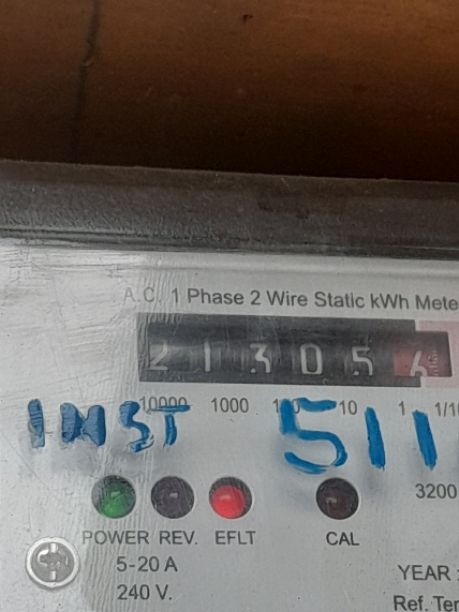 A.C. 1 Phase 2 Wire Static kWh Mete
2 1 3 0 5
10000 1000 10 1 1/1
INST 511
3200
POWER REV. EFLT CAL
5-20 A
240 V.
YEAR :
Ref. Ter